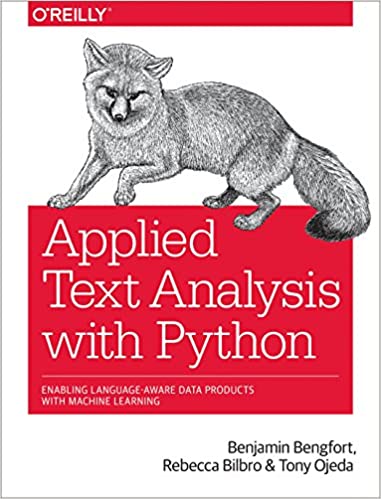 O'REILLY®
Applied
Text Analysis
with Python
ENABLING LANGUAGE-AWARE DATA PRODUCTS
WITH MACHINE LEARNING
Benjamin Bengfort,
Rebecca Bilbro & Tony Ojeda